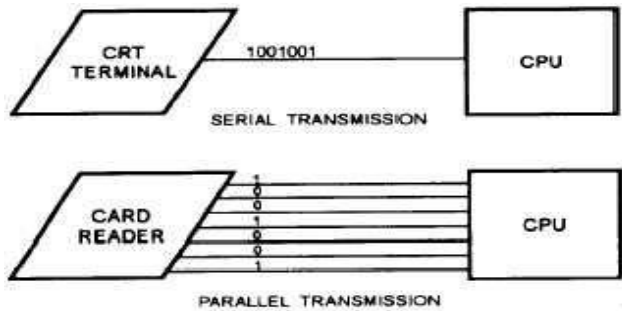 CRT
TERMINAL
1001001
CPU
SERIAL TRANSMISSION
1
0
0
1
0
0
1
CARD
READER
CPU
PARALLEL TRANSMISSION